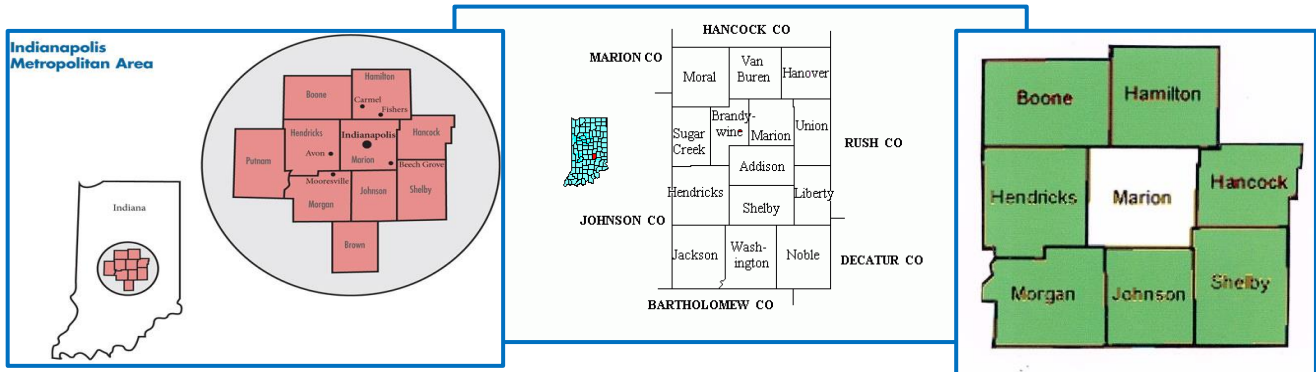 Indianapolis
Metropolitan Area
Hamilton
Boone
Carmel
Fishers
Hendricks
Indianapolis
Hancock
Putnam
Avon
Marion
Beech Grove
Mooresville
Johnson
Shelby
Morgan
Brown
Indiana
HANCOCK CO
MARION CO
Van
Buren
Moral
Hanover
Brandy-
wine
Marion
Union
Sugar
Creek
RUSH CO
Addison
Hendricks
Liberty
Shelby
JOHNSON CO
Jackson
Wash-
ington
Noble
DECATUR CO
BARTHOLOMEW CO
Boone
Hamilton
Hendricks
Marion
Hancock
Morgan
Johnson
Shelby